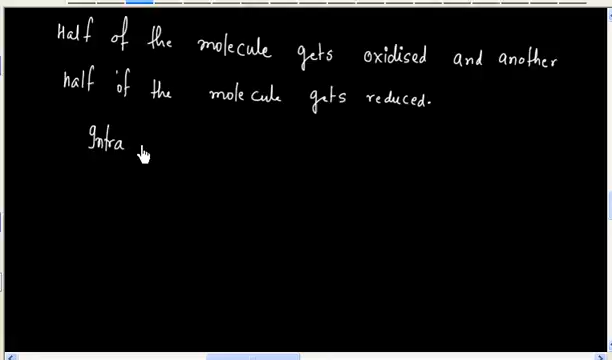 Half of the molecule gets oxidised and another
half of the molecule gets reduced.
Intra